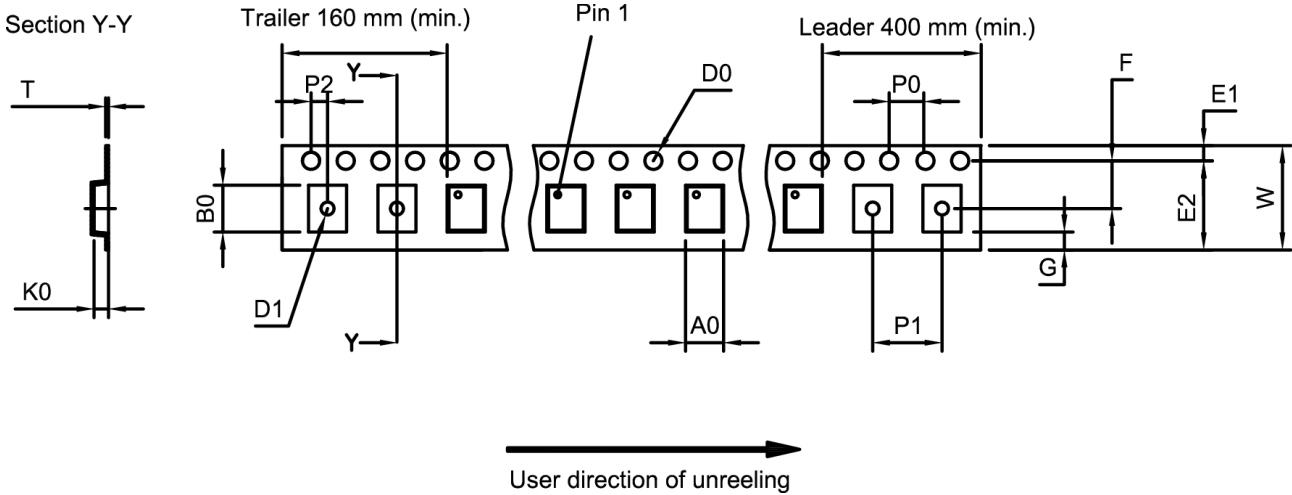 Section Y-Y
Trailer 160 mm (min.)
Pin 1
Leader 400 mm (min.)
T
P2
Y
D0
P0
F
E1
B0
E2
W
K0
D1
Y
A0
P1
G
User direction of unreeling